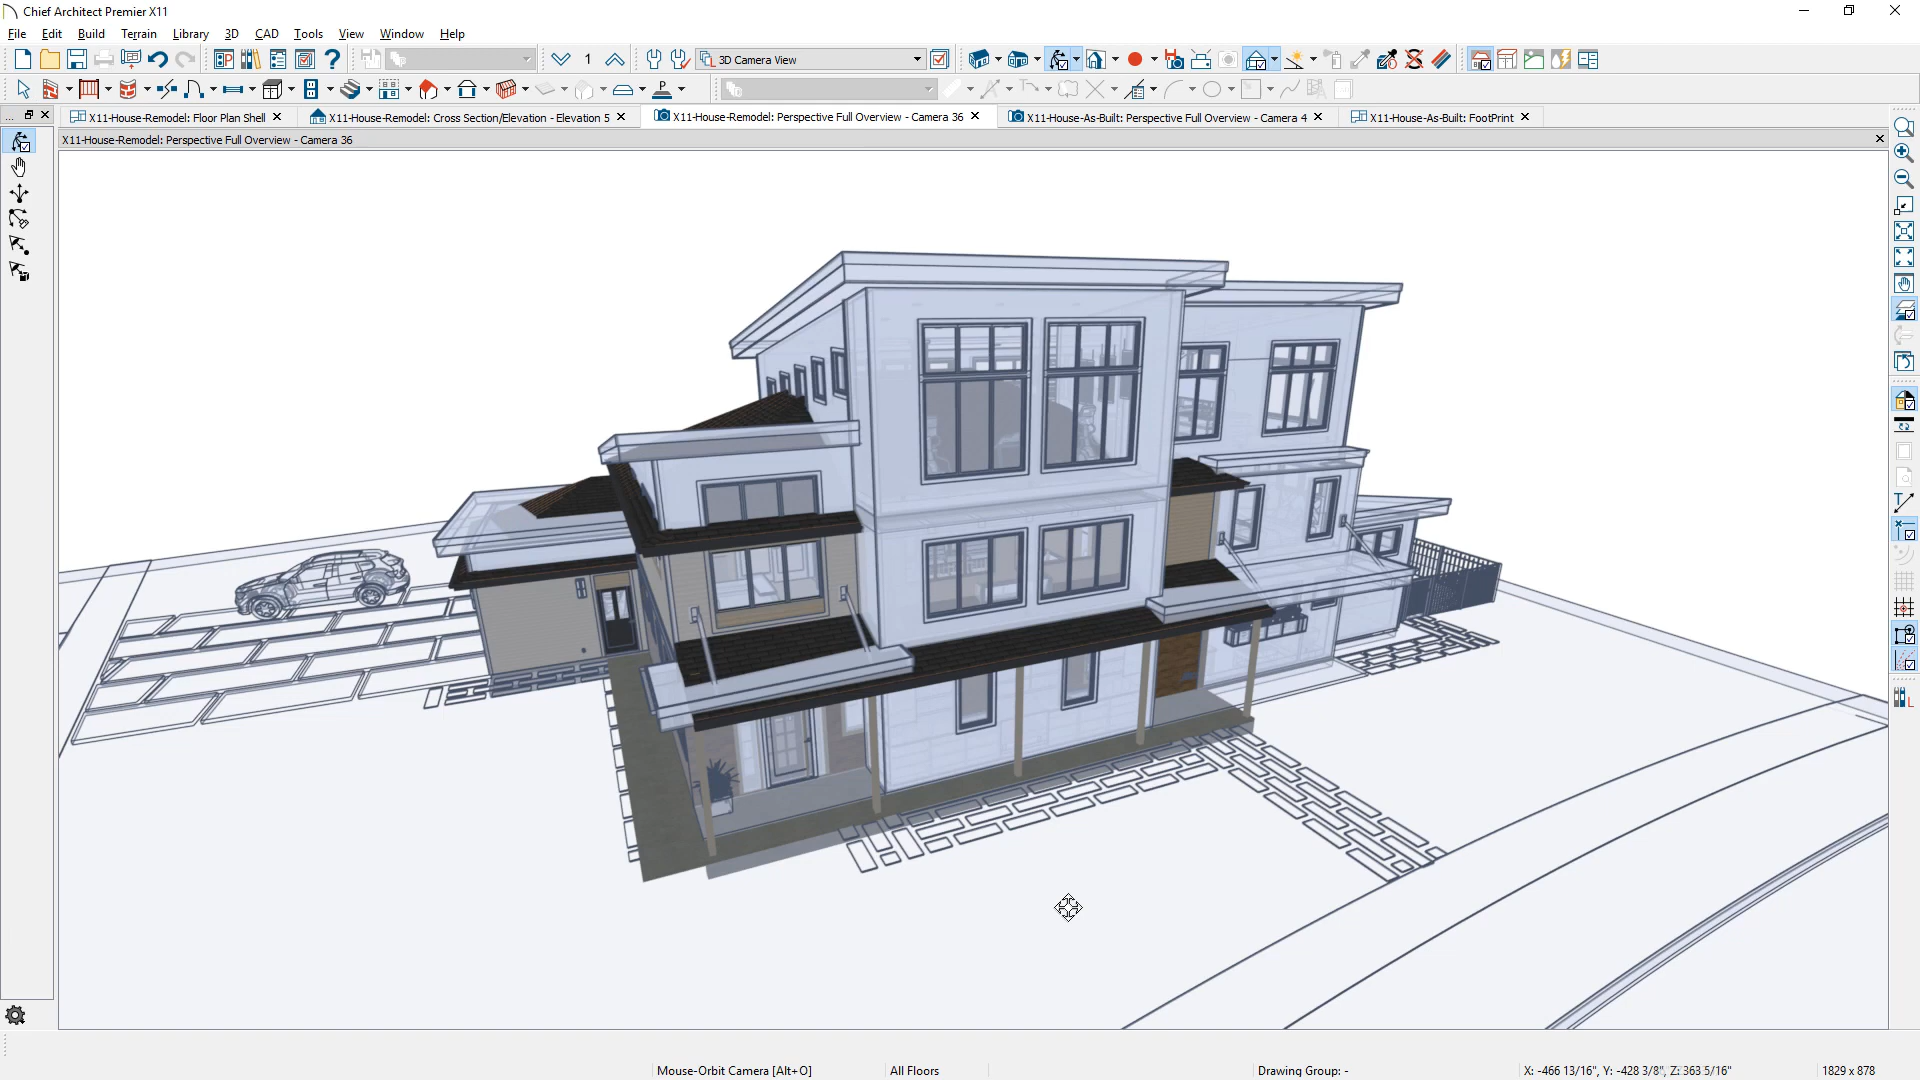 Chief Architect Premier X11
File Edit Build Terrain Library 3D CAD Tools View Window Help
1 3D Camera View
P
... X11-House-Remodel: Floor Plan Shell X11-House-Remodel: Cross Section/Elevation - Elevation 5 X11-House-Remodel: Perspective Full Overview - Camera 36 X11-House-As-Built: Perspective Full Overview - Camera 4 X11-House-As-Built: FootPrint
X11-House-Remodel: Perspective Full Overview - Camera 36
Mouse-Orbit Camera [Alt+O] All Floors Drawing Group: - X: -466 13/16", Y: -428 3/8", Z: 363 5/16" 1829 x 878